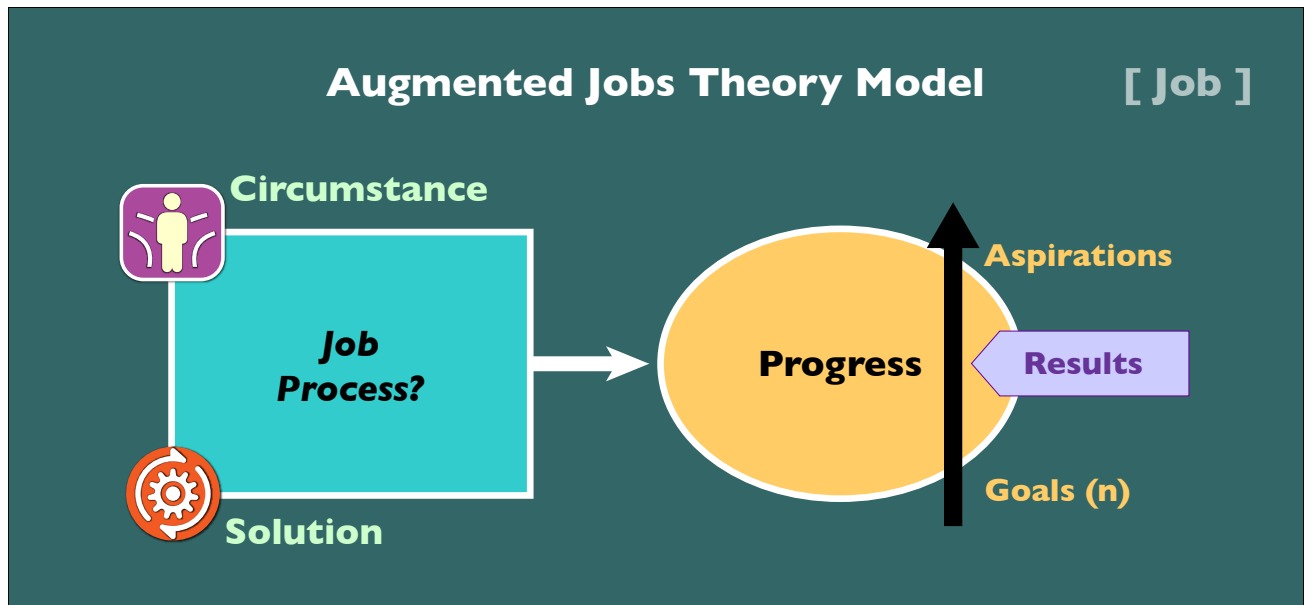 Augmented Jobs Theory Model
[ Job ]
Circumstance
Job
Process?
Solution
Progress
Aspirations
Results
Goals (n)